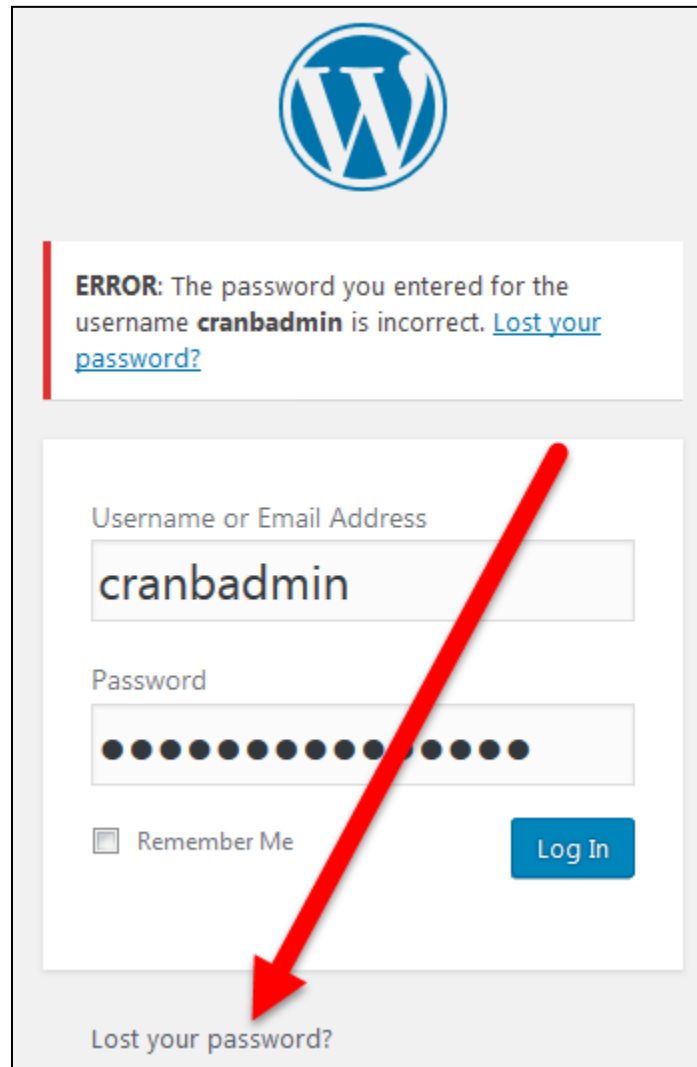 ERROR: The password you entered for the
username cranbadmin is incorrect. Lost your
password?
Username or Email Address
cranbadmin
Password
●●●●●●●●●●●●●●●
Remember Me
Log In
Lost your password?